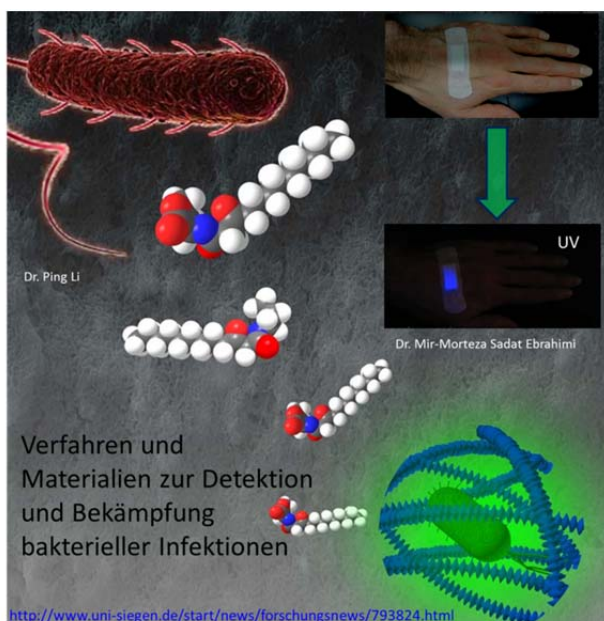 UV
Dr. Ping Li
Dr. Mir-Morteza Sadat Ebrahimi
Verfahren und
Materialien zur Detektion
und Bekämpfung
bakterieller Infektionen
http://www.uni-siegen.de/start/news/forschungsnews/793824.html